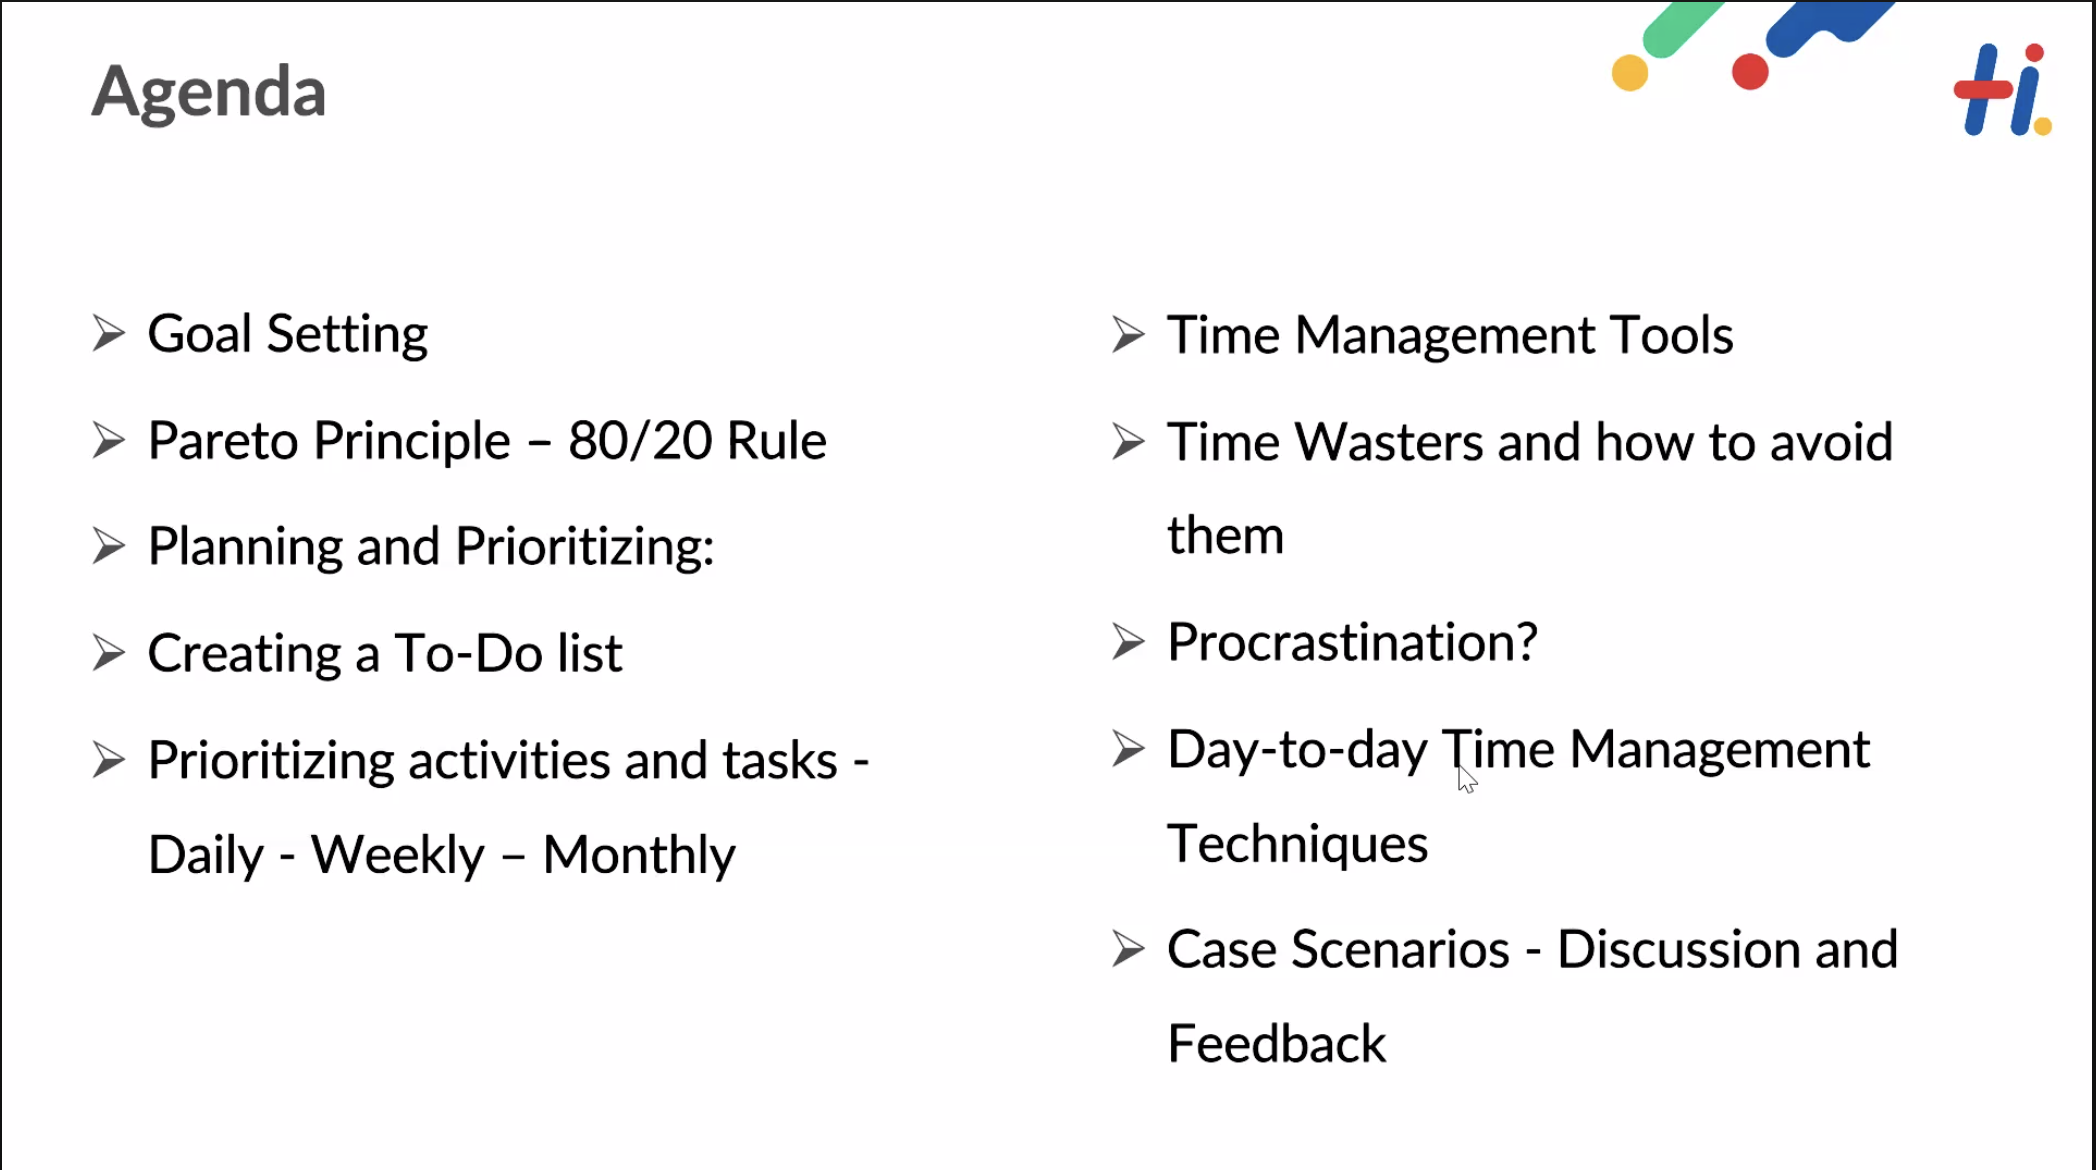 Agenda
Hi.
Goal Setting
Pareto Principle – 80/20 Rule
Planning and Prioritizing:
Creating a To-Do list
Prioritizing activities and tasks -
Daily - Weekly – Monthly
Time Management Tools
Time Wasters and how to avoid
them
Procrastination?
Day-to-day Time Management
Techniques
Case Scenarios - Discussion and
Feedback